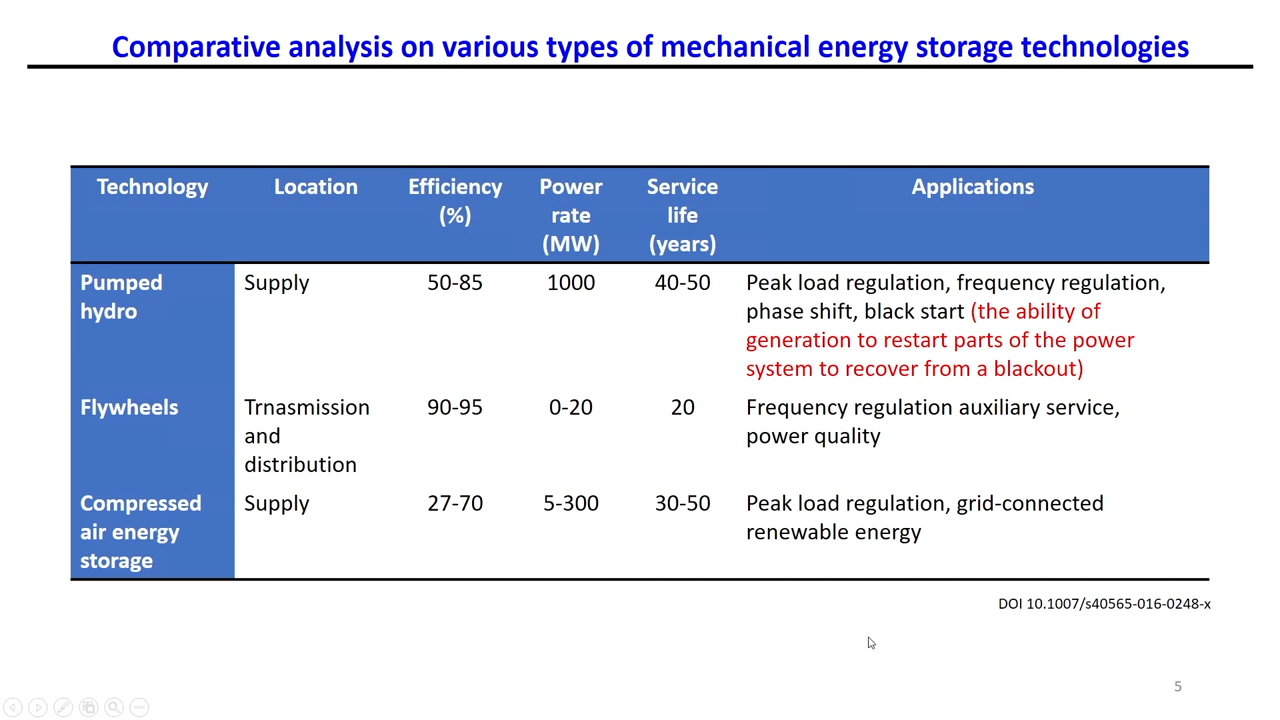 Comparative analysis on various types of mechanical energy storage technologies
Technology Location Efficiency (%) Power rate (MW) Service life (years) Applications
Pumped hydro
Supply
50-85
1000
40-50
Peak load regulation, frequency regulation,
phase shift, black start (the ability of
generation to restart parts of the power
system to recover from a blackout)
Flywheels
Trnasmission
and
distribution
90-95
0-20
20
Frequency regulation auxiliary service,
power quality
Compressed
air energy
storage
Supply
27-70
5-300
30-50
Peak load regulation, grid-connected
renewable energy
DOI 10.1007/s40565-016-0248-x
5